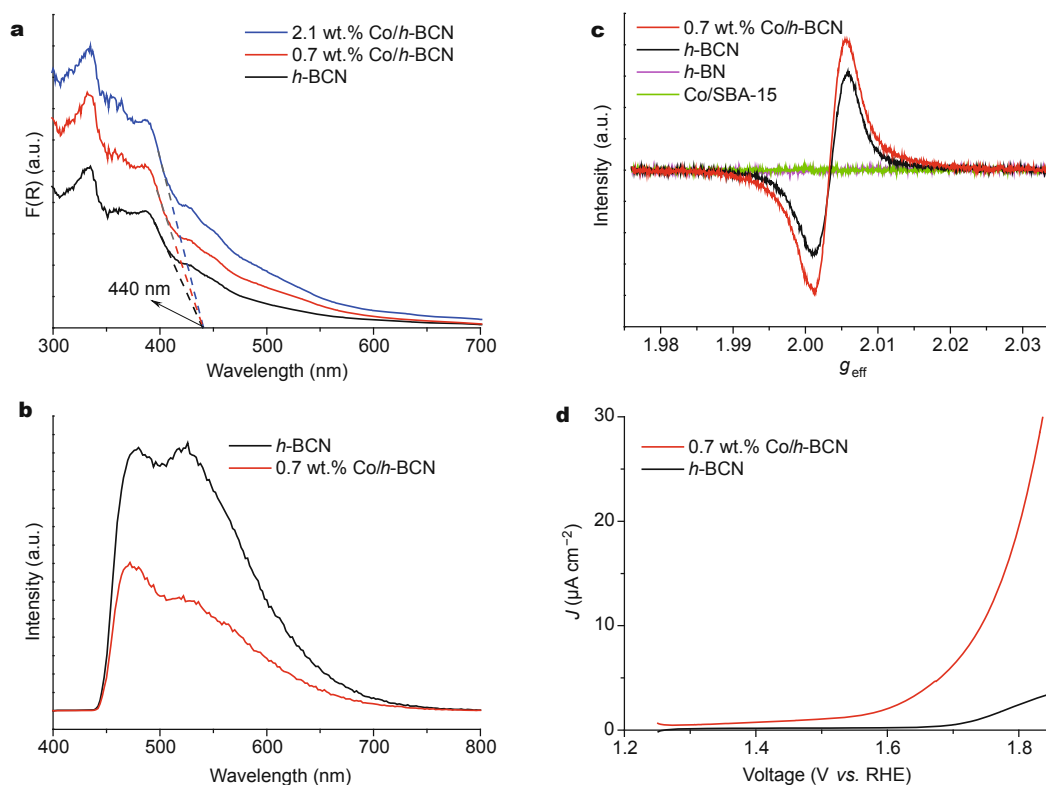 a
2.1 wt.% Co/h-BCN
0.7 wt.% Co/h-BCN
h-BCN
F(R) (a.u.)
440 nm
300 400 500 600 700
Wavelength (nm)
b
h-BCN
0.7 wt.% Co/h-BCN
Intensity (a.u.)
400 500 600 700 800
Wavelength (nm)
c
0.7 wt.% Co/h-BCN
h-BCN
h-BN
Co/SBA-15
Intensity (a.u.)
1.98 1.99 2.00 2.01 2.02 2.03
g_eff
d
0.7 wt.% Co/h-BCN
h-BCN
J (μA cm⁻²)
30
20
10
0
1.2 1.4 1.6 1.8
Voltage (V vs. RHE)